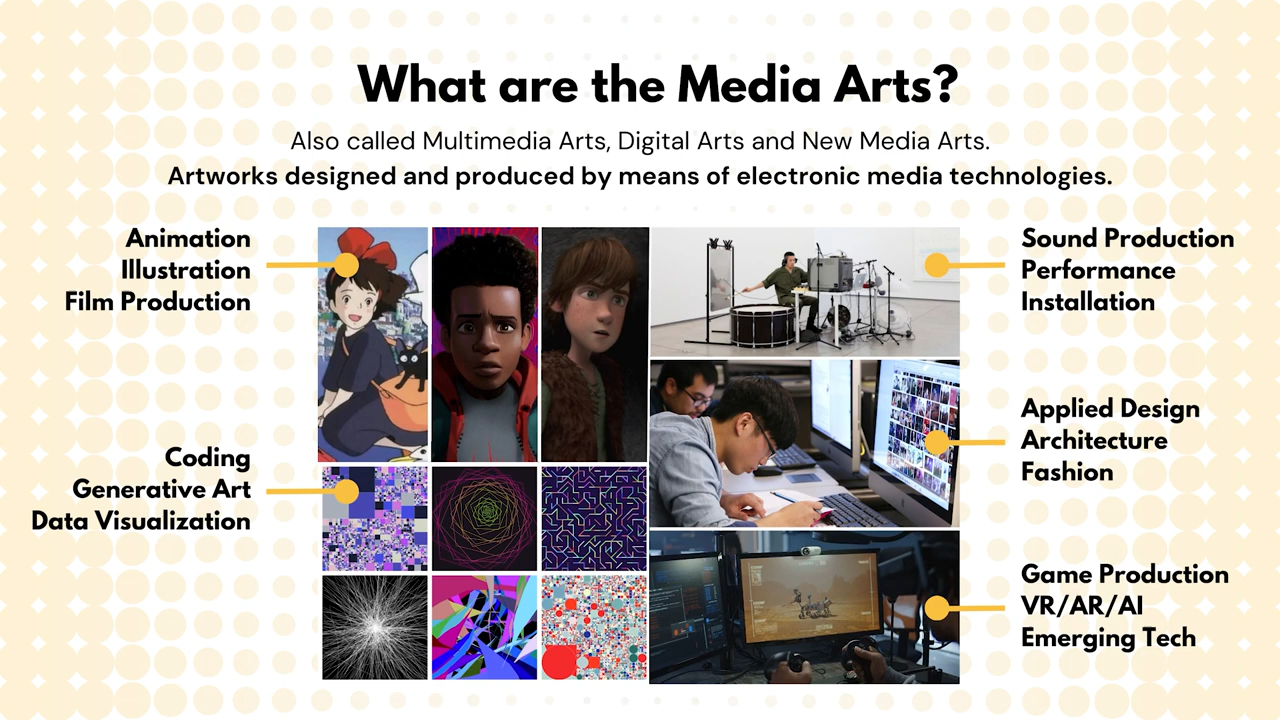 What are the Media Arts?
Also called Multimedia Arts, Digital Arts and New Media Arts.
Artworks designed and produced by means of electronic media technologies.
Animation
Illustration
Film Production
Coding
Generative Art
Data Visualization
Sound Production
Performance
Installation
Applied Design
Architecture
Fashion
Game Production
VR/AR/AI
Emerging Tech